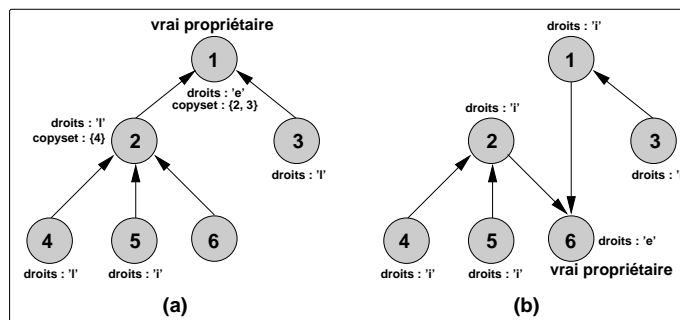 vrai propriétaire
1
droits : 'e'
copyset : {2, 3}
droits : 'l'
copyset : {4}
2
3
droits : 'l'
4
5
6
droits : 'l'
droits : 'i'
(a)
droits : 'i'
1
droits : 'i'
2
3
droits :
4
5
6
droits : 'e'
droits : 'i'
droits : 'i'
vrai propriétaire
(b)